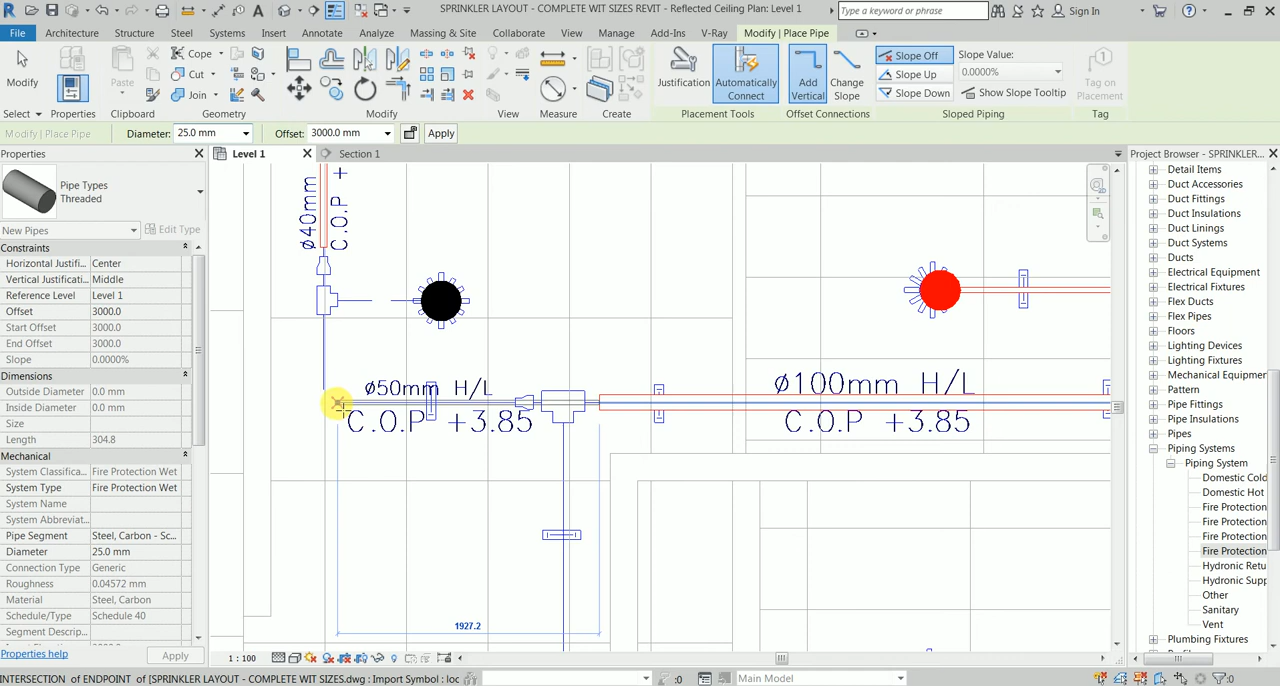 SPRINKLER LAYOUT - COMPLETE WIT SIZES REVIT - Reflected Ceiling Plan: Level 1
Type a keyword or phrase
Sign In
File
Architecture
Structure
Steel
Systems
Insert
Annotate
Analyze
Massing & Site
Collaborate
View
Manage
Add-Ins
V-Ray
Modify | Place Pipe
Modify
Properties
Paste
Cope
Cut
Join
Justification
Automatically
Connect
Add
Vertical
Change
Slope
Slope Off
Slope Up
Slope Down
Slope Value:
0.0000%
Show Slope Tooltip
Tag on
Placement
Select
Properties
Clipboard
Geometry
Modify
View
Measure
Create
Placement Tools
Offset Connections
Sloped Piping
Tag
Modify | Place Pipe
Diameter:
25.0 mm
Offset:
3000.0 mm
Apply
Properties
Level 1
Section 1
Project Browser - SPRINKLER...
Pipe Types
Threaded
New Pipes
Edit Type
Constraints
Horizontal Justifi...
Center
Vertical Justificati...
Middle
Reference Level
Level 1
Offset
3000.0
Start Offset
3000.0
End Offset
3000.0
Slope
0.0000%
Dimensions
Outside Diameter
0.0 mm
Inside Diameter
0.0 mm
Size
Length
304.8
Mechanical
System Classifica...
Fire Protection Wet
System Type
Fire Protection Wet
System Name
System Abbreviat...
Pipe Segment
Steel, Carbon - Sc...
Diameter
25.0 mm
Connection Type
Generic
Roughness
0.04572 mm
Material
Steel, Carbon
Schedule/Type
Schedule 40
Segment Descrip...
Properties help
Apply
ø40mm
C.O.P +
ø50mm H/L
C.O.P +3.85
ø100mm H/L
C.O.P +3.85
1927.2
Detail Items
Duct Accessories
Duct Fittings
Duct Insulations
Duct Linings
Duct Systems
Ducts
Electrical Equipment
Electrical Fixtures
Flex Ducts
Flex Pipes
Floors
Lighting Devices
Lighting Fixtures
Mechanical Equipmen
Pattern
Pipe Fittings
Pipe Insulations
Pipes
Piping Systems
Piping System
Domestic Cold
Domestic Hot
Fire Protection
Fire Protection
Fire Protection
Fire Protection
Hydronic Retu
Hydronic Supp
Other
Sanitary
Vent
Plumbing Fixtures
1 : 100
INTERSECTION of ENDPOINT of [SPRINKLER LAYOUT - COMPLETE WIT SIZES.dwg : Import Symbol : loc
:0
Main Model
:0